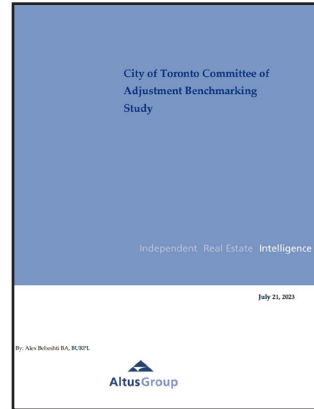 City of Toronto Committee of
Adjustment Benchmarking
Study
Independent Real Estate Intelligence
July 21, 2023
By: Alex Beheshti BA, BURPL
AltusGroup